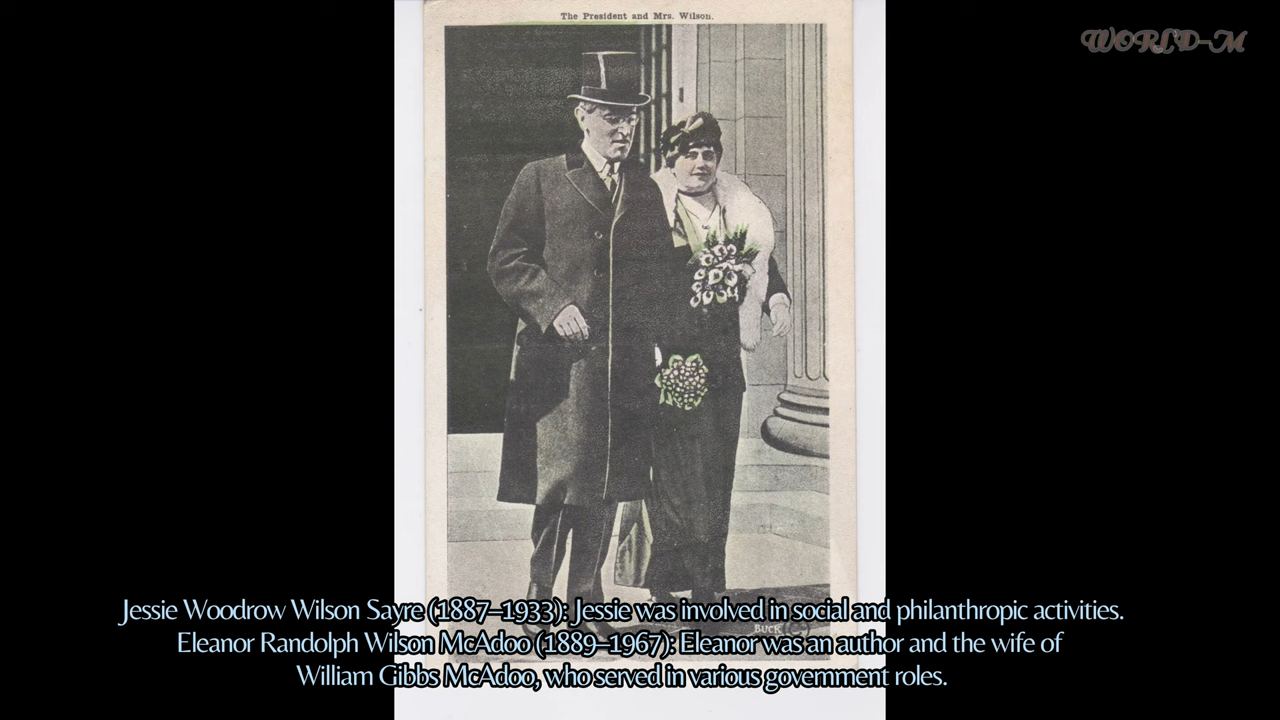 The President and Mrs. Wilson.
WORLD-M
BUCK
Jessie Woodrow Wilson Sayre (1887–1933): Jessie was involved in social and philanthropic activities.
Eleanor Randolph Wilson McAdoo (1889–1967): Eleanor was an author and the wife of
William Gibbs McAdoo, who served in various government roles.